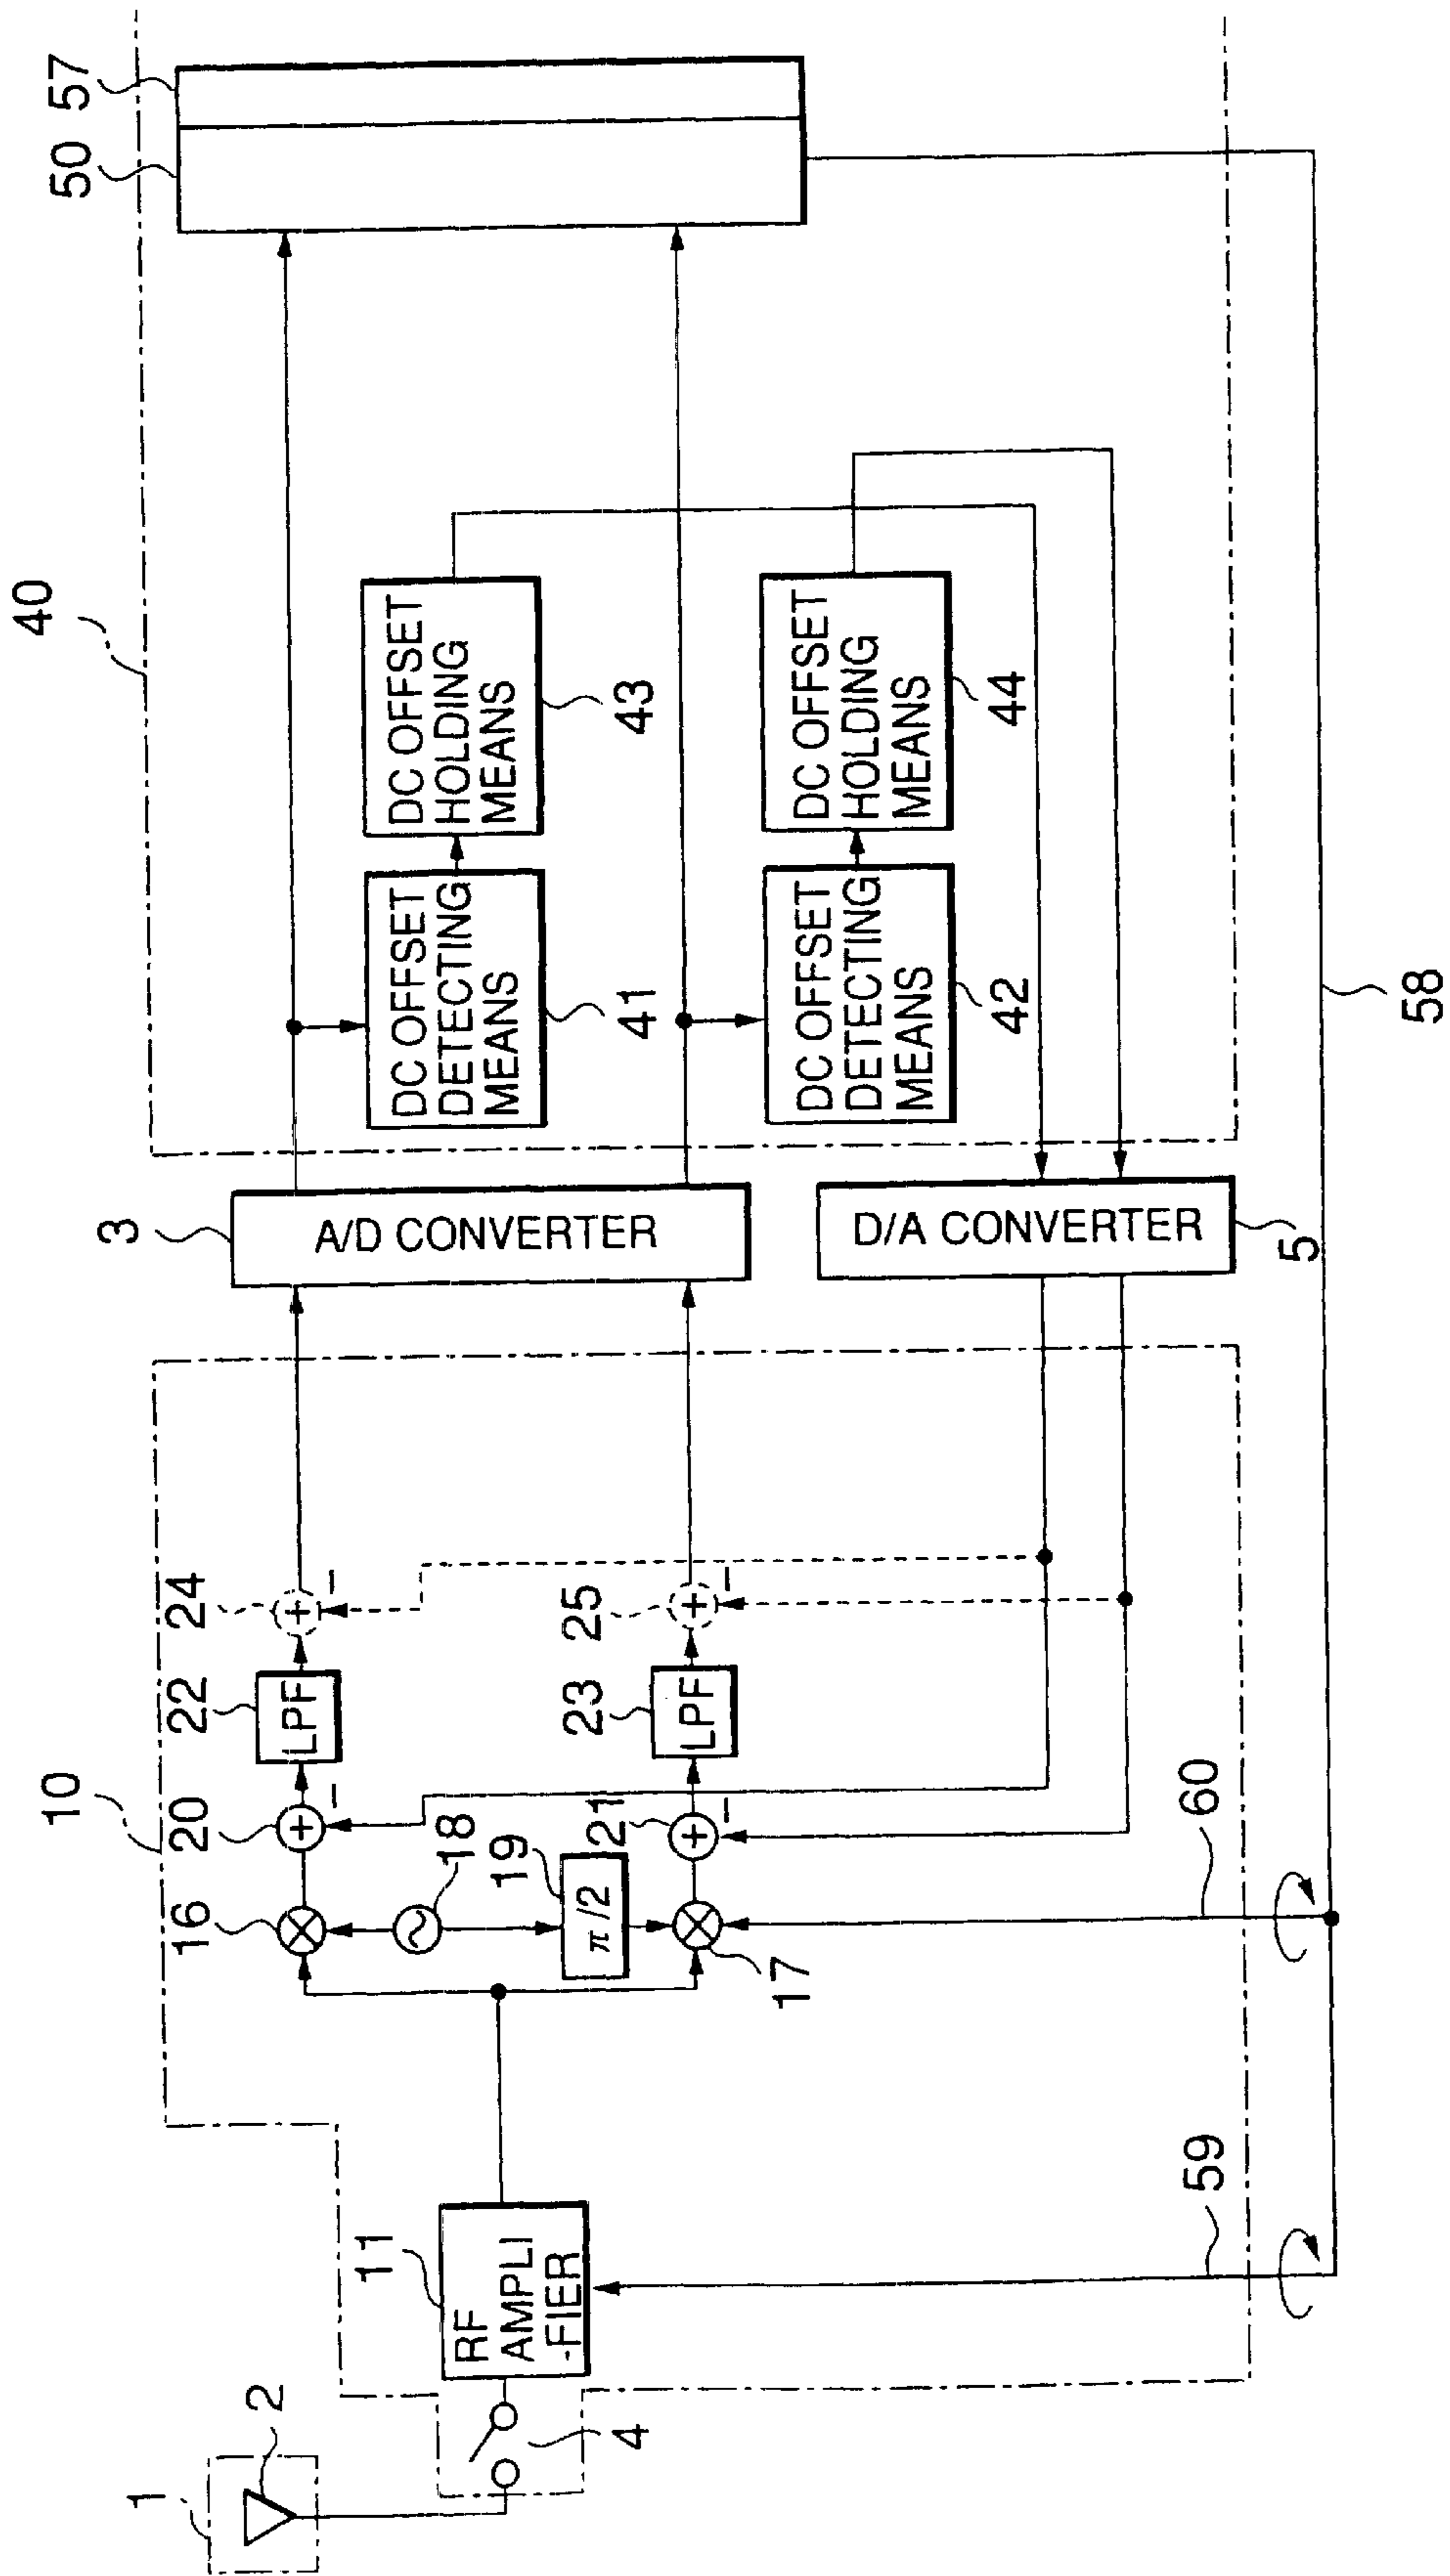 1
2
4
11
RF
AMPLI
-FIER
59
10
16
18
19
π/2
17
60
20
21
22
LPF
23
LPF
24
25
3
A/D CONVERTER
D/A CONVERTER
5
40
DC OFFSET
DETECTING
MEANS
41
DC OFFSET
HOLDING
MEANS
43
DC OFFSET
DETECTING
MEANS
42
DC OFFSET
HOLDING
MEANS
44
58
50
57